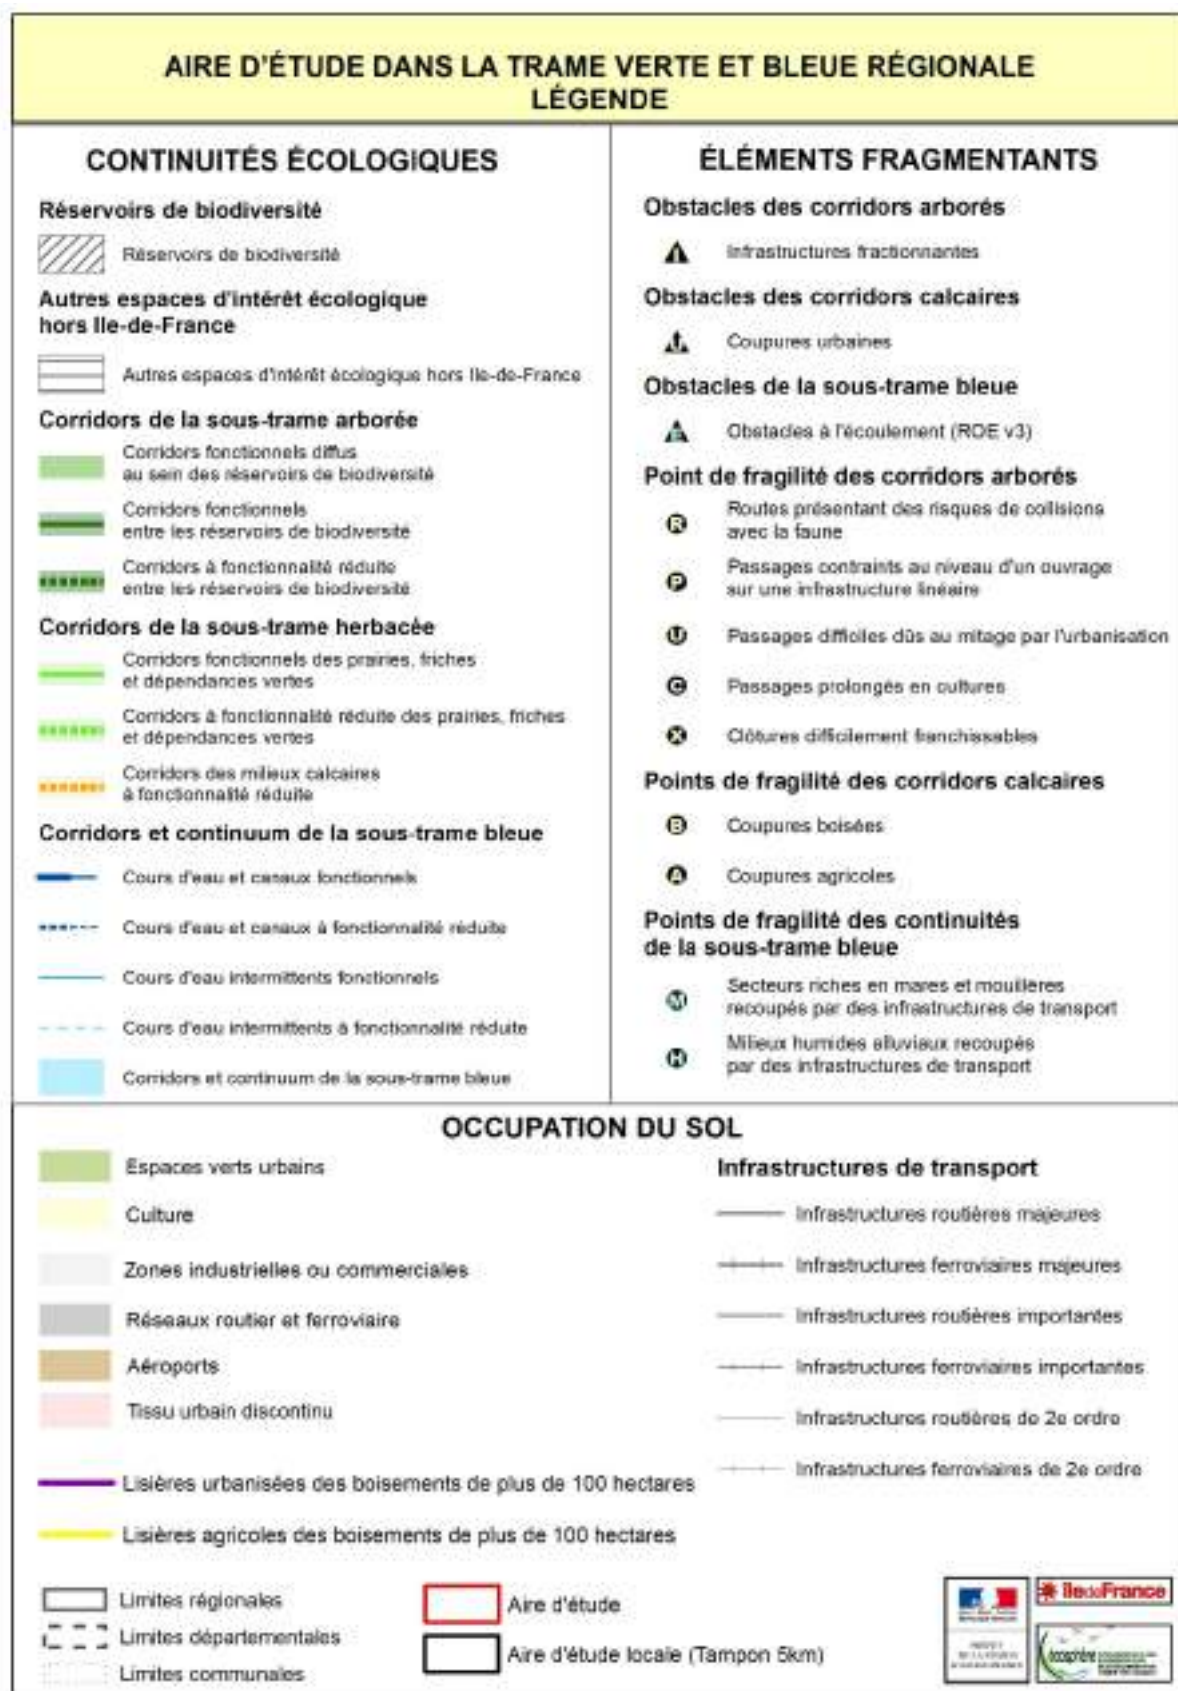 AIRE D'ÉTUDE DANS LA TRAME VERTE ET BLEUE RÉGIONALE
LÉGENDE
CONTINUITÉS ÉCOLOGIQUES
Réservoirs de biodiversité
Réservoirs de biodiversité
Autres espaces d'intérêt écologique
hors Ile-de-France
Autres espaces d'intérêt écologique hors Ile-de-France
Corridors de la sous-trame arborée
Corridors fonctionnels diffus
au sein des réservoirs de biodiversité
Corridors fonctionnels
entre les réservoirs de biodiversité
Corridors à fonctionnalité réduite
entre les réservoirs de biodiversité
Corridors de la sous-trame herbacée
Corridors fonctionnels des prairies, friches
et dépendances vertes
Corridors à fonctionnalité réduite des prairies, friches
et dépendances vertes
Corridors des milieux calcaires
à fonctionnalité réduite
Corridors et continuum de la sous-trame bleue
Cours d'eau et canaux fonctionnels
Cours d'eau et canaux à fonctionnalité réduite
Cours d'eau intermittents fonctionnels
Cours d'eau intermittents à fonctionnalité réduite
Corridors et continuum de la sous-trame bleue
ÉLÉMENTS FRAGMENTANTS
Obstacles des corridors arborés
Infrastructures fractionnantes
Obstacles des corridors calcaires
Coupures urbaines
Obstacles de la sous-trame bleue
Obstacles à l'écoulement (ROE v3)
Point de fragilité des corridors arborés
R Routes présentant des risques de collisions
avec la faune
P Passages contraints au niveau d'un ouvrage
sur une infrastructure linéaire
U Passages difficiles dûs au mitage par l'urbanisation
C Passages prolongés en cultures
X Clôtures difficilement franchissables
Points de fragilité des corridors calcaires
B Coupures boisées
A Coupures agricoles
Points de fragilité des continuités
de la sous-trame bleue
M Secteurs riches en mares et mouillères
recoupés par des infrastructures de transport
H Milieux humides alluviaux recoupés
par des infrastructures de transport
OCCUPATION DU SOL
Espaces verts urbains
Culture
Zones industrielles ou commerciales
Réseaux routier et ferroviaire
Aéroports
Tissu urbain discontinu
Lisières urbanisées des boisements de plus de 100 hectares
Lisières agricoles des boisements de plus de 100 hectares
Infrastructures de transport
Infrastructures routières majeures
Infrastructures ferroviaires majeures
Infrastructures routières importantes
Infrastructures ferroviaires importantes
Infrastructures routières de 2e ordre
Infrastructures ferroviaires de 2e ordre
Limites régionales
Limites départementales
Limites communales
Aire d'étude
Aire d'étude locale (Tampon 5km)
îledeFrance
écosphère